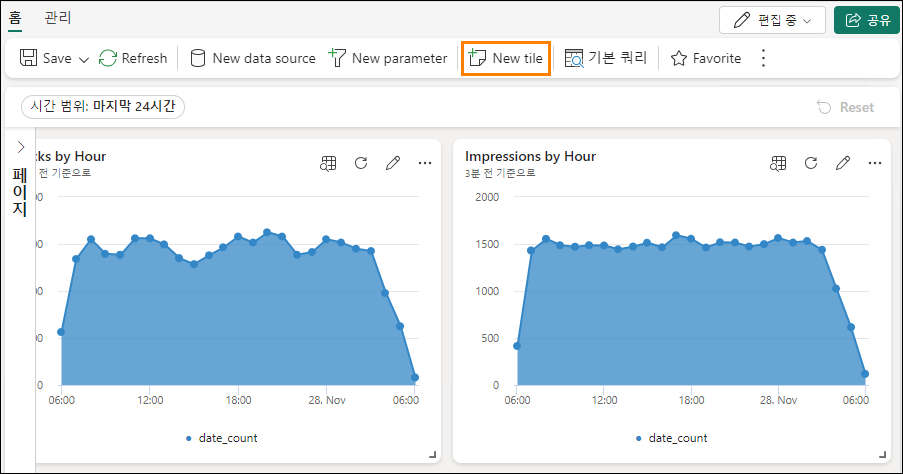 홈 관리
편집 중 공유
Save Refresh New data source New parameter New tile 기본 쿼리 Favorite
시간 범위: 마지막 24시간 Reset
페이지
cks by Hour
전 기준으로
00
00
00
00
0
06:00 12:00 18:00 28. Nov 06:00
date_count
Impressions by Hour
3분 전 기준으로
2000
1500
1000
500
0
06:00 12:00 18:00 28. Nov 06:00
date_count